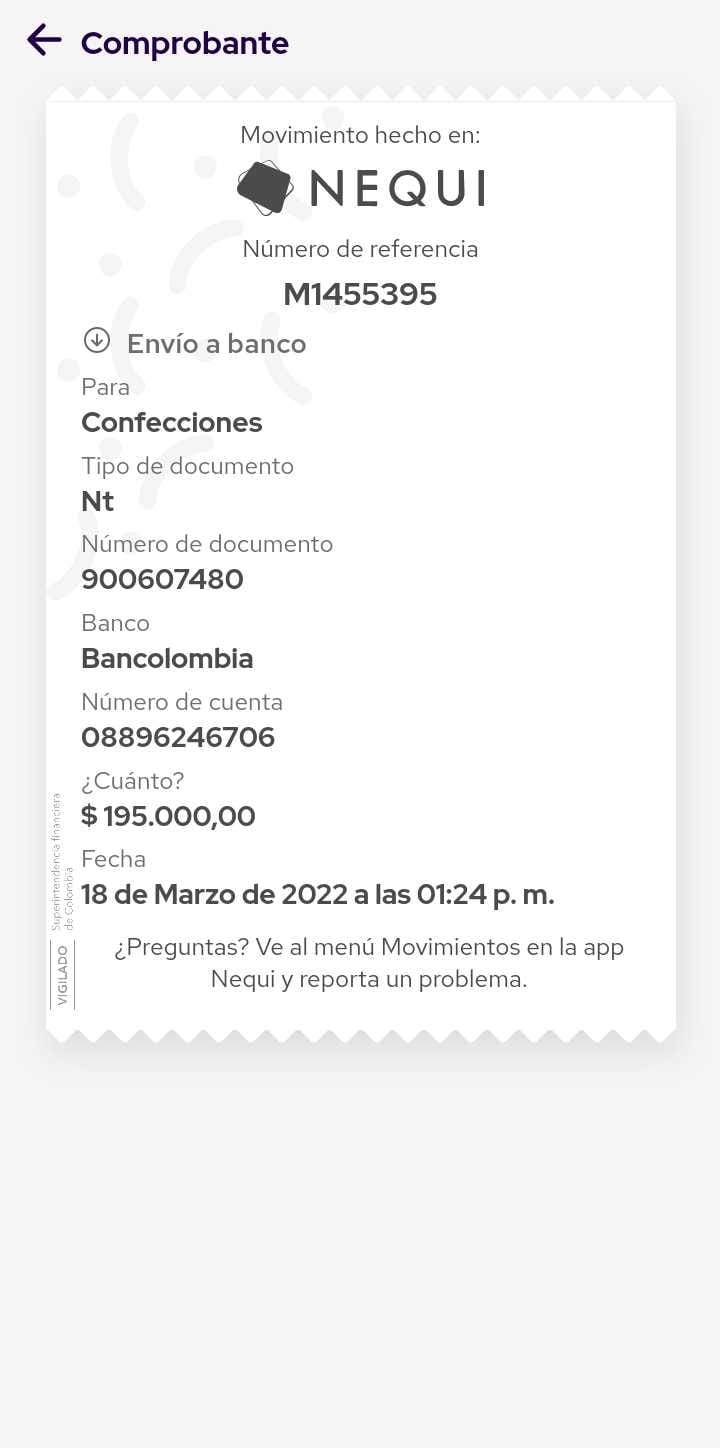 Comprobante
Movimiento hecho en:
NEQUI
Número de referencia
M1455395
Envío a banco
Para
Confecciones
Tipo de documento
Nt
Número de documento
900607480
Banco
Bancolombia
Número de cuenta
08896246706
¿Cuánto?
$ 195.000,00
Fecha
18 de Marzo de 2022 a las 01:24 p. m.
¿Preguntas? Ve al menú Movimientos en la app
Nequi y reporta un problema.
VIGILADO
Superintendencia financiera
de Colombia